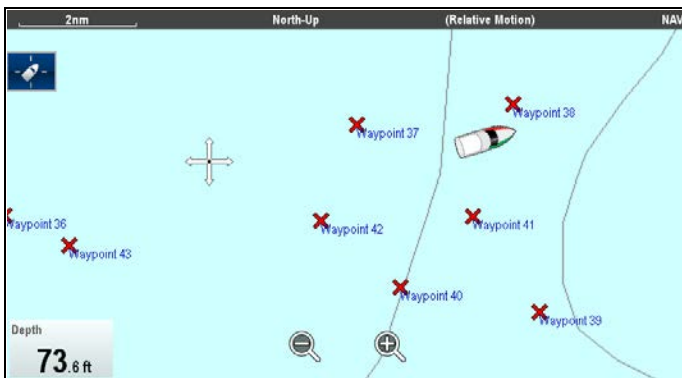 2nm North-Up (Relative Motion) NAV
Waypoint 38
Waypoint 37
Waypoint 36
Waypoint 42
Waypoint 41
Waypoint 43
Waypoint 40
Waypoint 39
Depth
73.6 ft